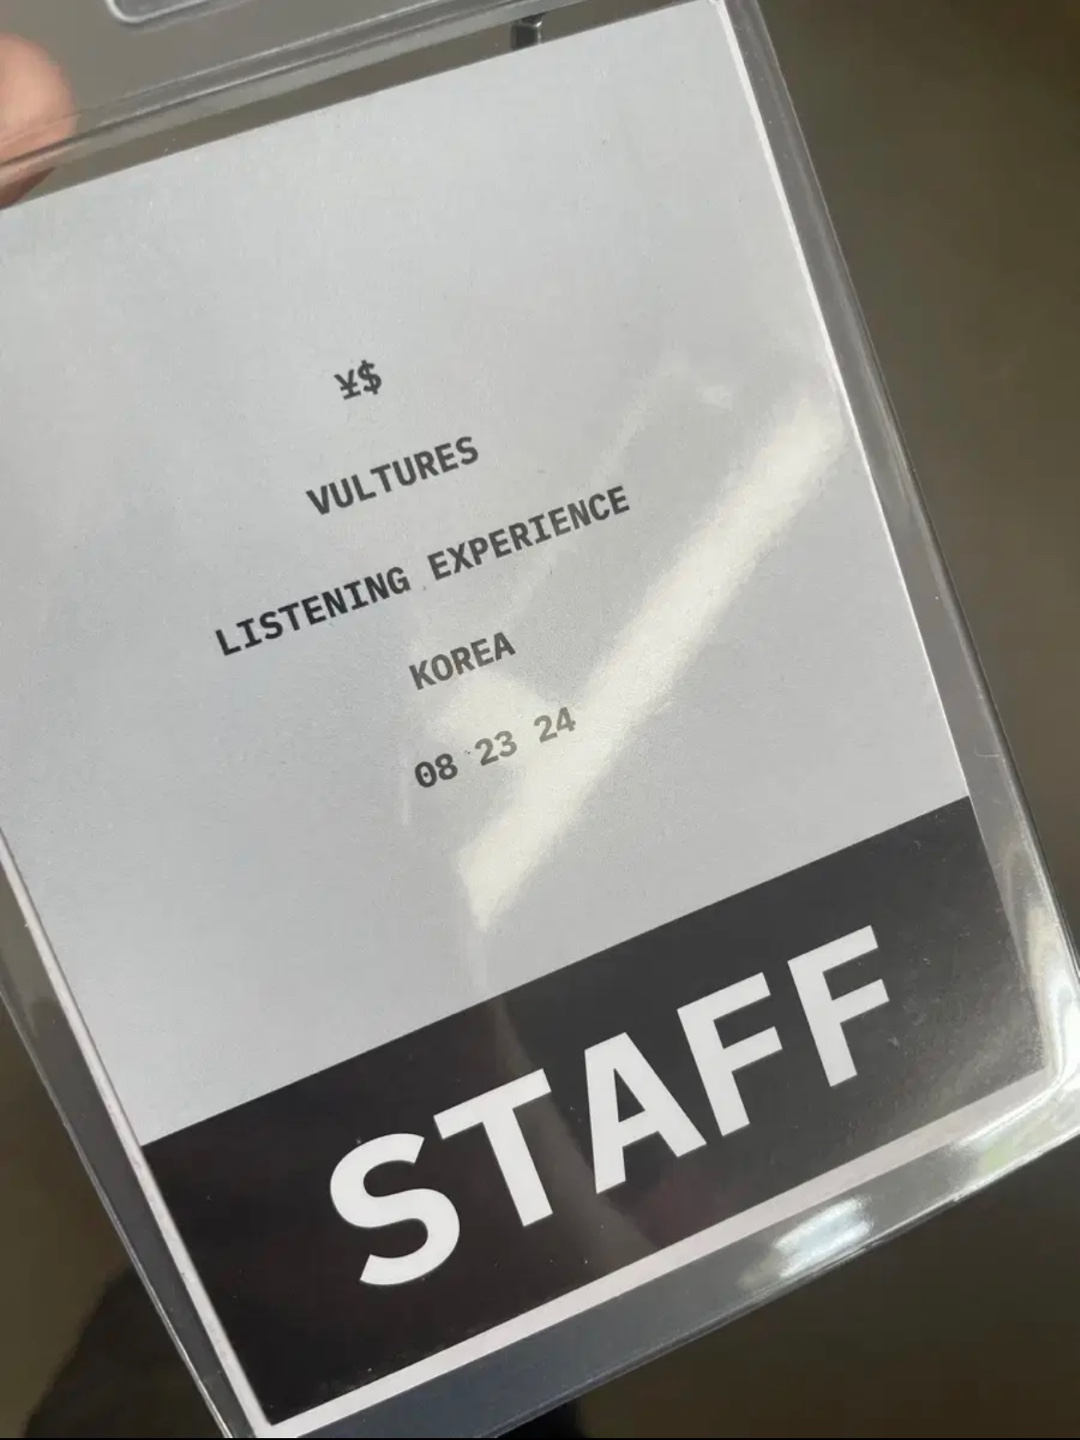 ¥$
VULTURES
LISTENING EXPERIENCE
KOREA
08 23 24
STAFF